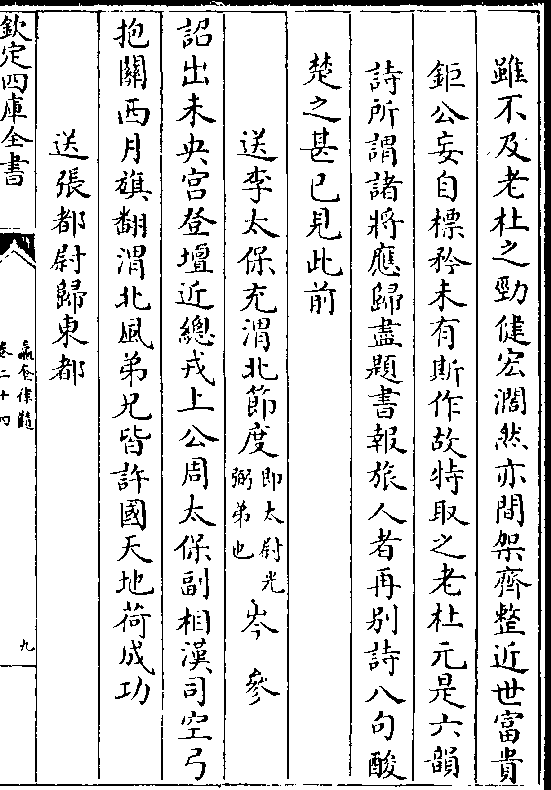 雖不及老杜之勁健宏濶然亦間架齊整近世富貴
鉅公妄自標矜未有斯作故特取之老杜元是六韻
詩所謂諸將應歸盡題書報旅人者再别詩八句酸
楚之甚已見此前
送李太保充渭北節度即太尉光弼弟也 岑參
詔出未央宫登壇近總戎上公周太保副相漢司空弓
抱關西月旗翻渭北風弟兄皆許國天地荷成功
送張都尉歸東都
欽定四庫全書
瀛奎律髓
卷二十四
九